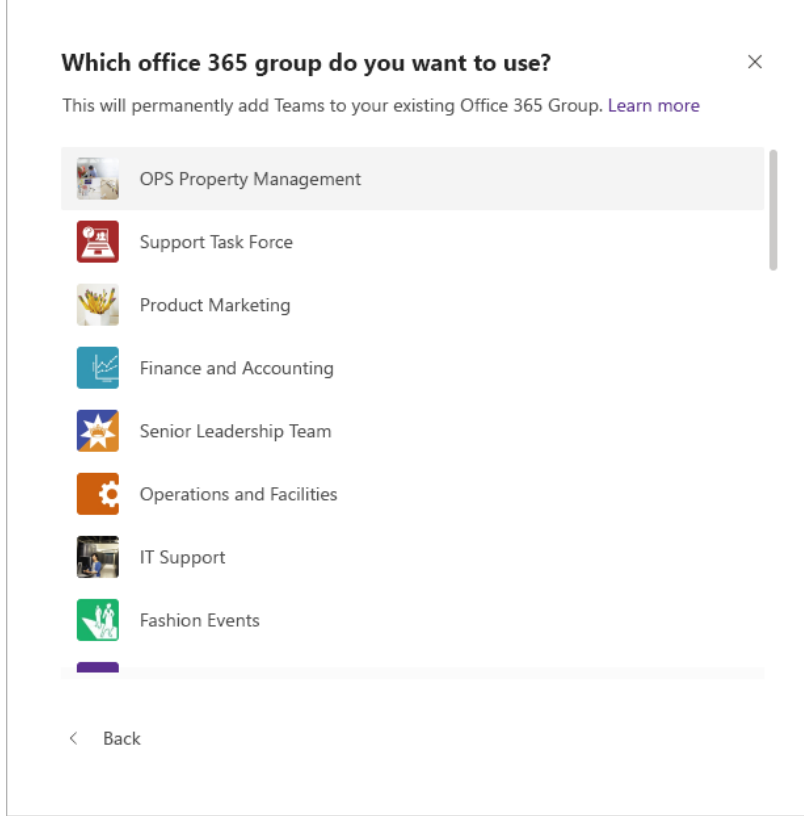 Which office 365 group do you want to use?
This will permanently add Teams to your existing Office 365 Group. Learn more
OPS Property Management
Support Task Force
Product Marketing
Finance and Accounting
Senior Leadership Team
Operations and Facilities
IT Support
Fashion Events
Back